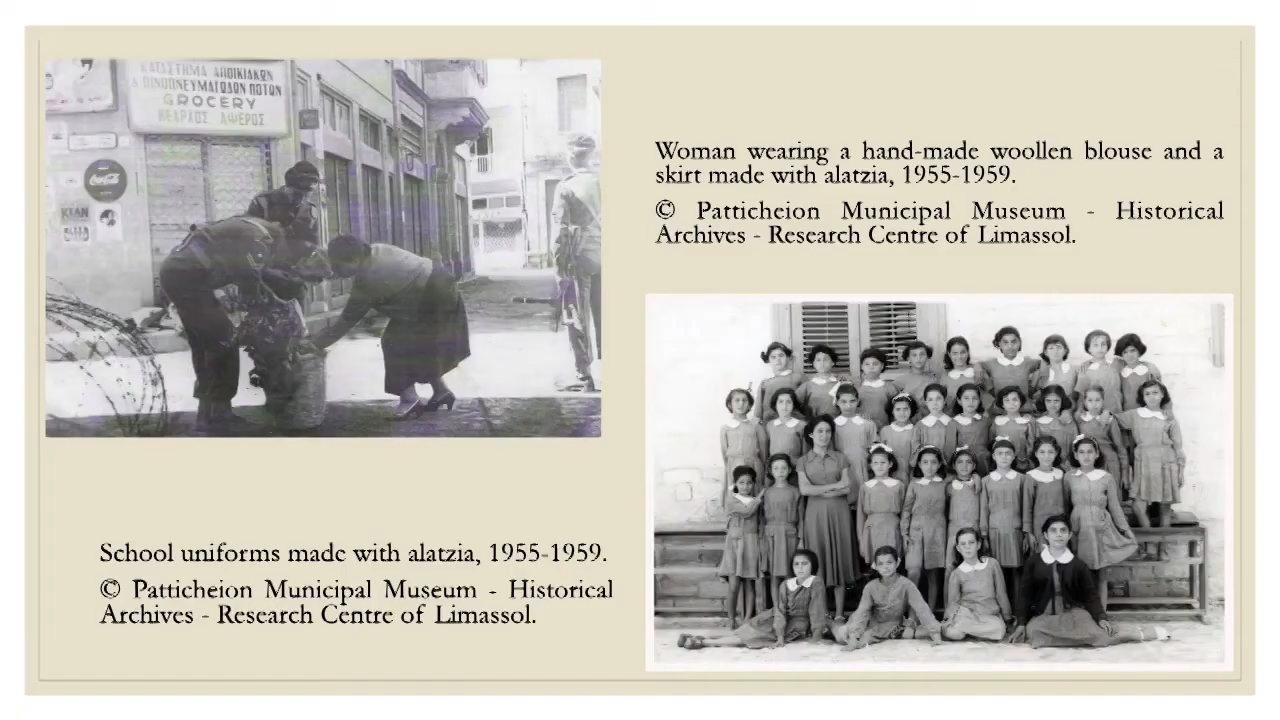 ΚΑΤΑΣΤΗΜΑ ΑΠΟΙΚΙΑΚΩΝ
& ΟΙΝΟΠΝΕΥΜΑΤΩΔΩΝ ΠΟΤΩΝ
GROCERY
ΝΕΑΡΧΟΣ ΑΨΕΡΟΣ
Coca-Cola
Woman wearing a hand-made woollen blouse and a
skirt made with alatzia, 1955-1959.
© Patticheion Municipal Museum - Historical
Archives - Research Centre of Limassol.
School uniforms made with alatzia, 1955-1959.
© Patticheion Municipal Museum - Historical
Archives - Research Centre of Limassol.